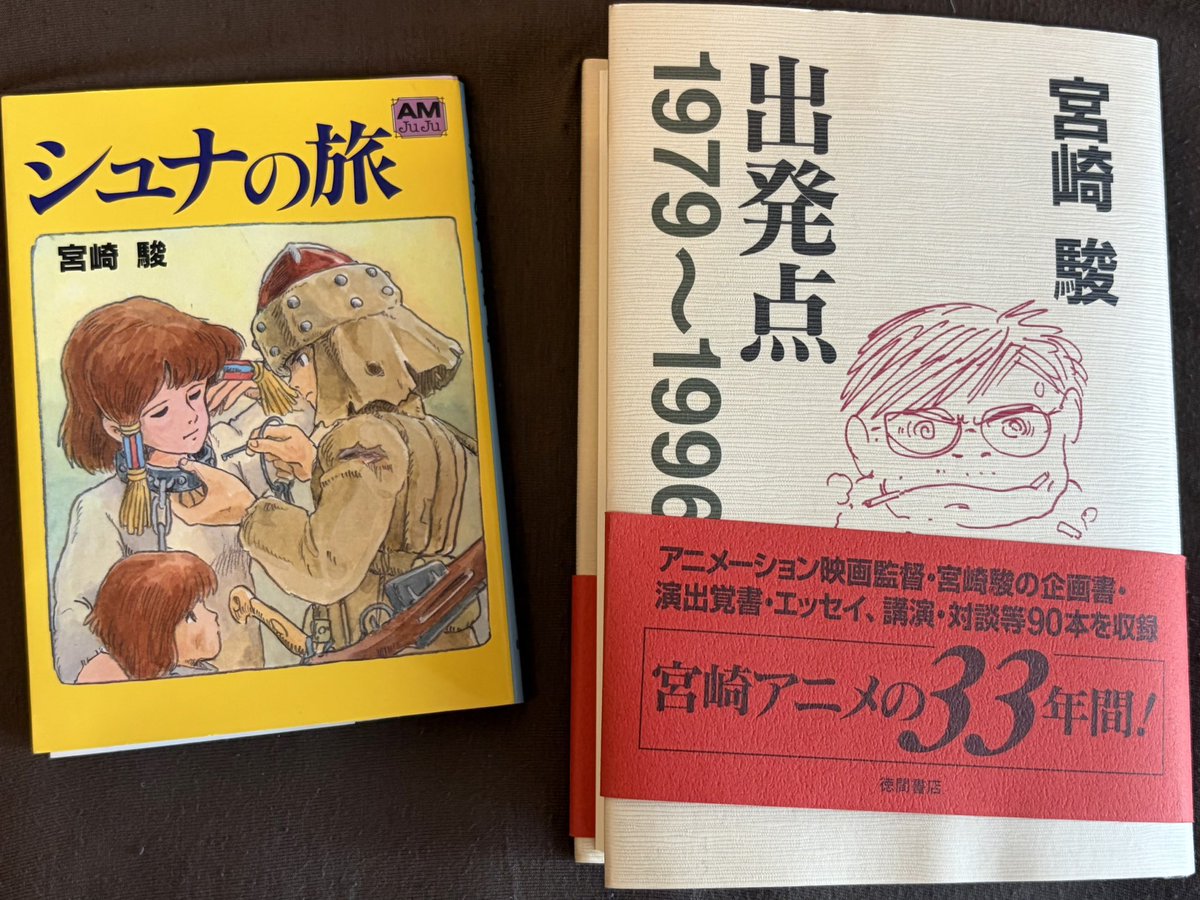 AM
JuJu
シュナの旅
宮崎 駿
宮崎 駿
出発点
1979〜1996
アニメーション映画監督・宮崎駿の企画書・
演出覚書・エッセイ、講演・対談等90本を収録
宮崎アニメの33年間!
徳間書店